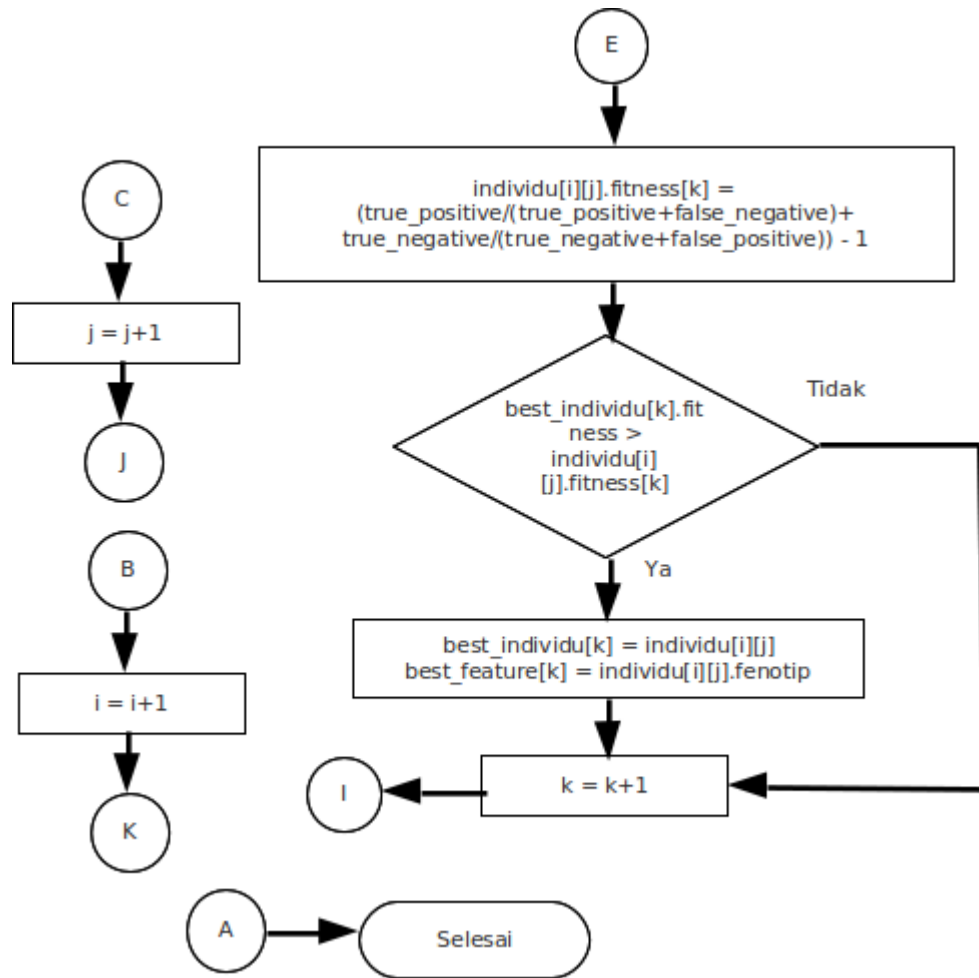 E
individu[i][j].fitness[k] =
(true_positive/(true_positive+false_negative)+
true_negative/(true_negative+false_positive)) - 1
C
j = j+1
J
best_individu[k].fit
ness >
individu[i]
[j].fitness[k]
Tidak
Ya
B
i = i+1
K
best_individu[k] = individu[i][j]
best_feature[k] = individu[i][j].fenotip
k = k+1
I
A
Selesai